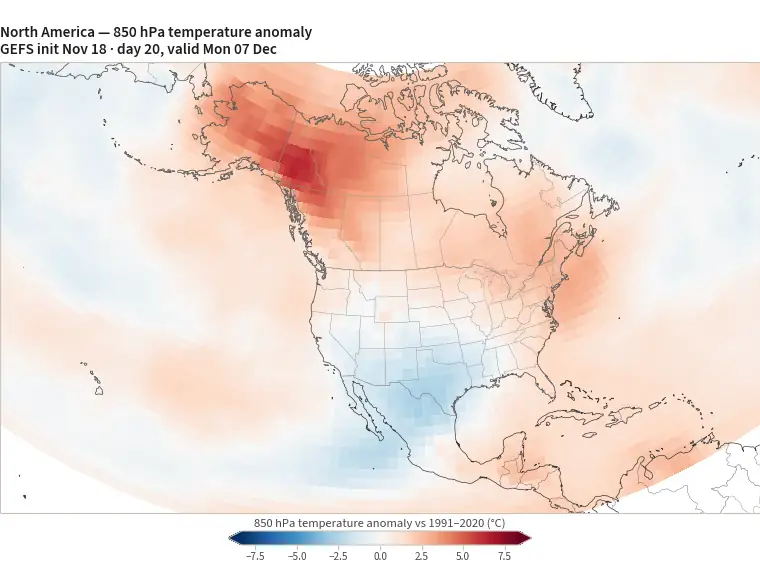 North America — 850 hPa temperature anomaly
GEFS init Nov 18 · day 20, valid Mon 07 Dec
850 hPa temperature anomaly vs 1991–2020 (°C)
−7.5 −5.0 −2.5 0.0 2.5 5.0 7.5